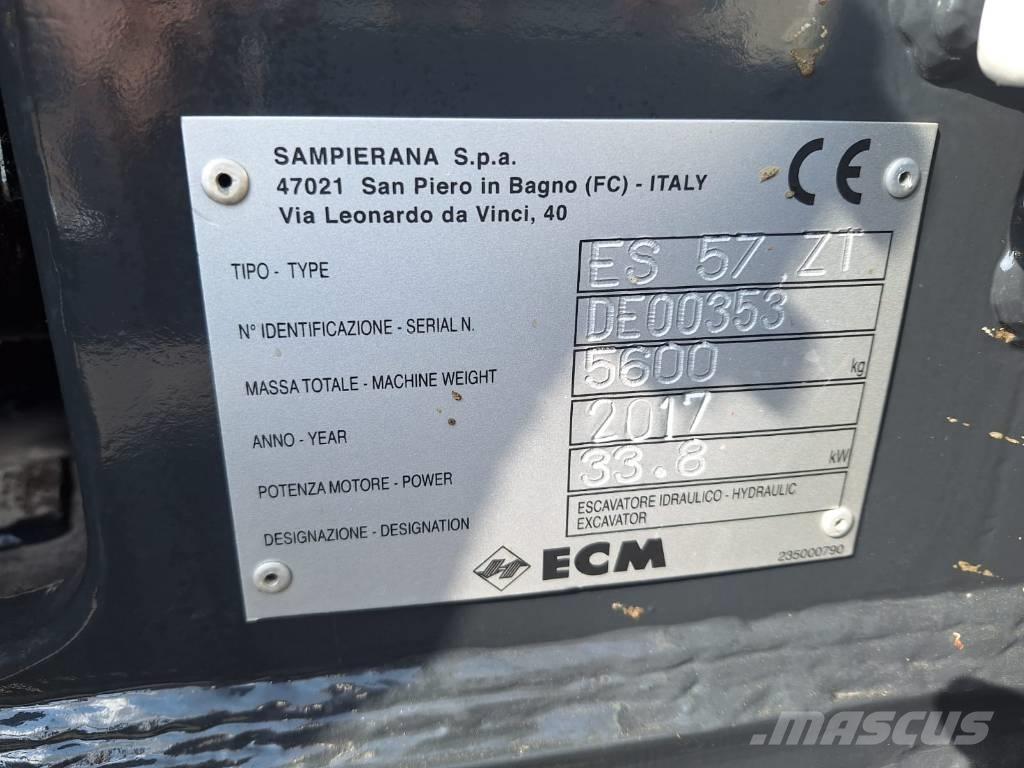 SAMPIERANA S.p.a.
47021 San Piero in Bagno (FC) - ITALY
Via Leonardo da Vinci, 40
CE
TIPO - TYPE ES 57 ZT
N° IDENTIFICAZIONE - SERIAL N. DE00353
MASSA TOTALE - MACHINE WEIGHT 5600 kg
ANNO - YEAR 2017
POTENZA MOTORE - POWER 33.8 kW
DESIGNAZIONE - DESIGNATION ESCAVATORE IDRAULICO - HYDRAULIC
EXCAVATOR
ECM
235000790
MASCUS